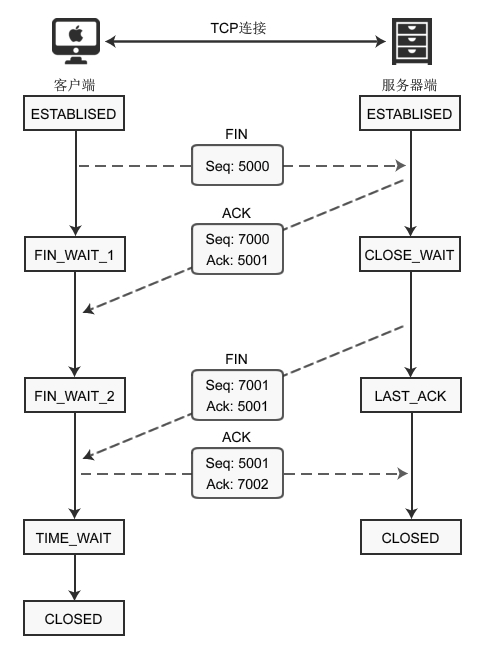 TCP连接
客户端
服务器端
ESTABLISED
ESTABLISED
FIN
Seq: 5000
ACK
Seq: 7000
Ack: 5001
FIN_WAIT_1
CLOSE_WAIT
FIN
Seq: 7001
Ack: 5001
FIN_WAIT_2
LAST_ACK
ACK
Seq: 5001
Ack: 7002
TIME_WAIT
CLOSED
CLOSED